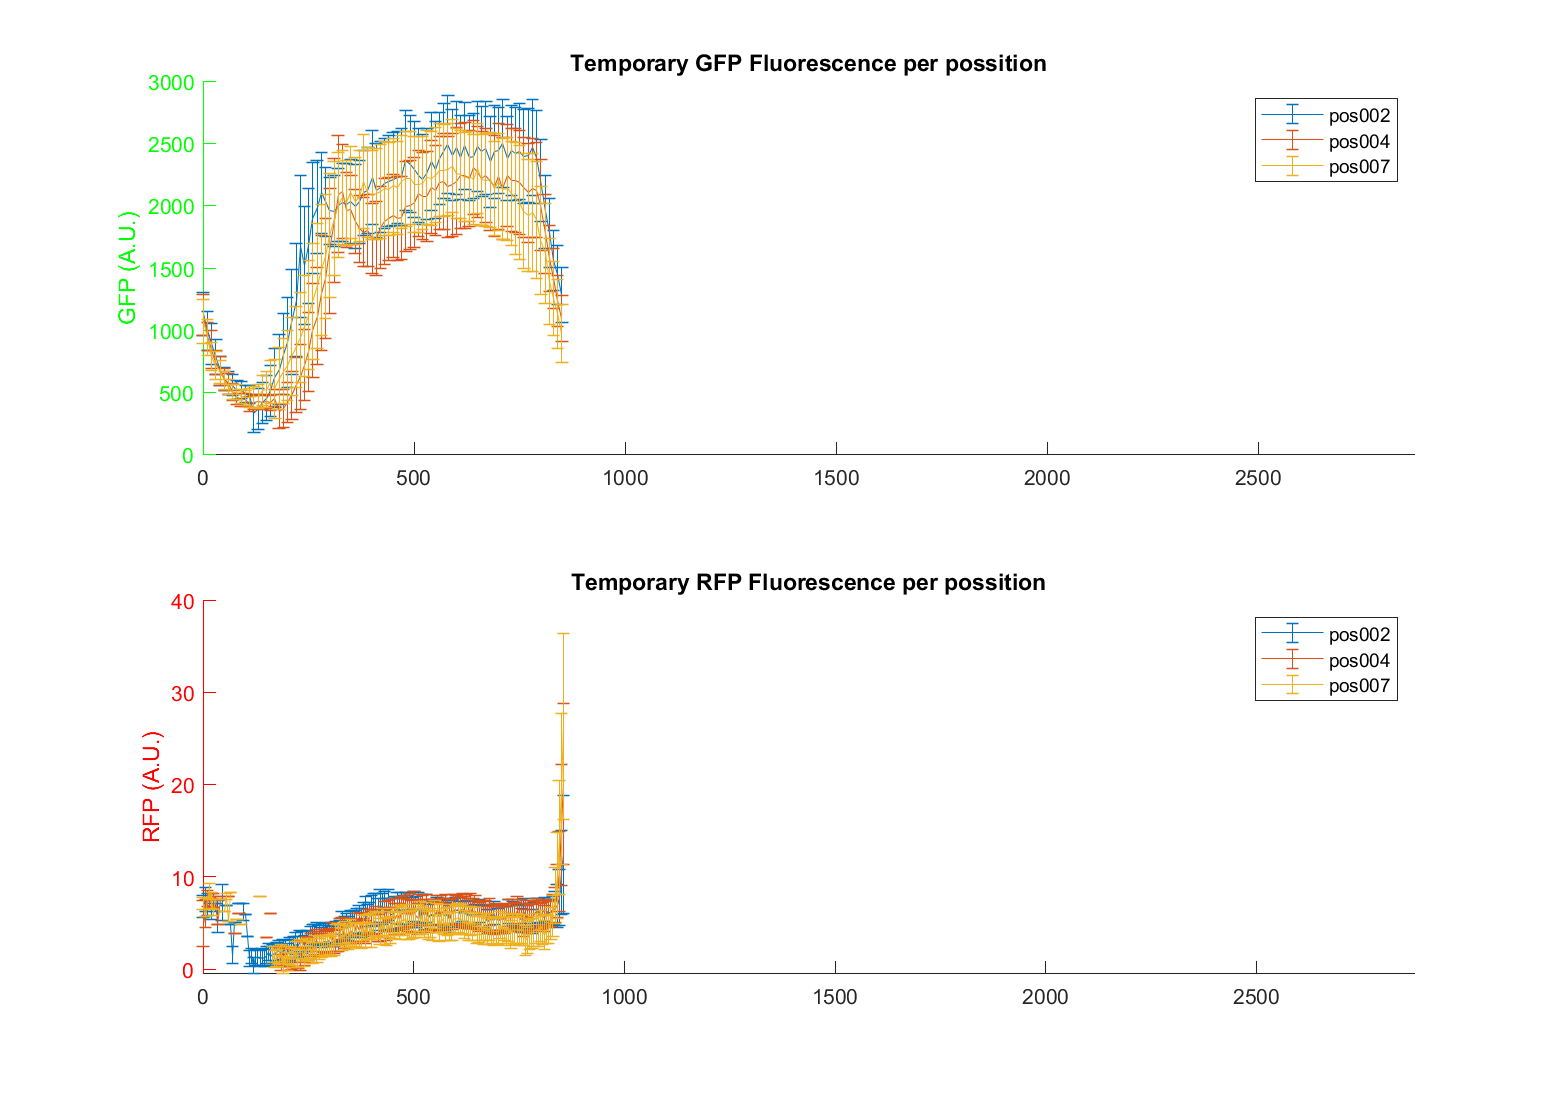 Temporary GFP Fluorescence per possition
3000
2500
2000
1500
1000
500
0
GFP (A.U.)
0 500 1000 1500 2000 2500
pos002
pos004
pos007
Temporary RFP Fluorescence per possition
40
30
20
10
0
RFP (A.U.)
0 500 1000 1500 2000 2500
pos002
pos004
pos007